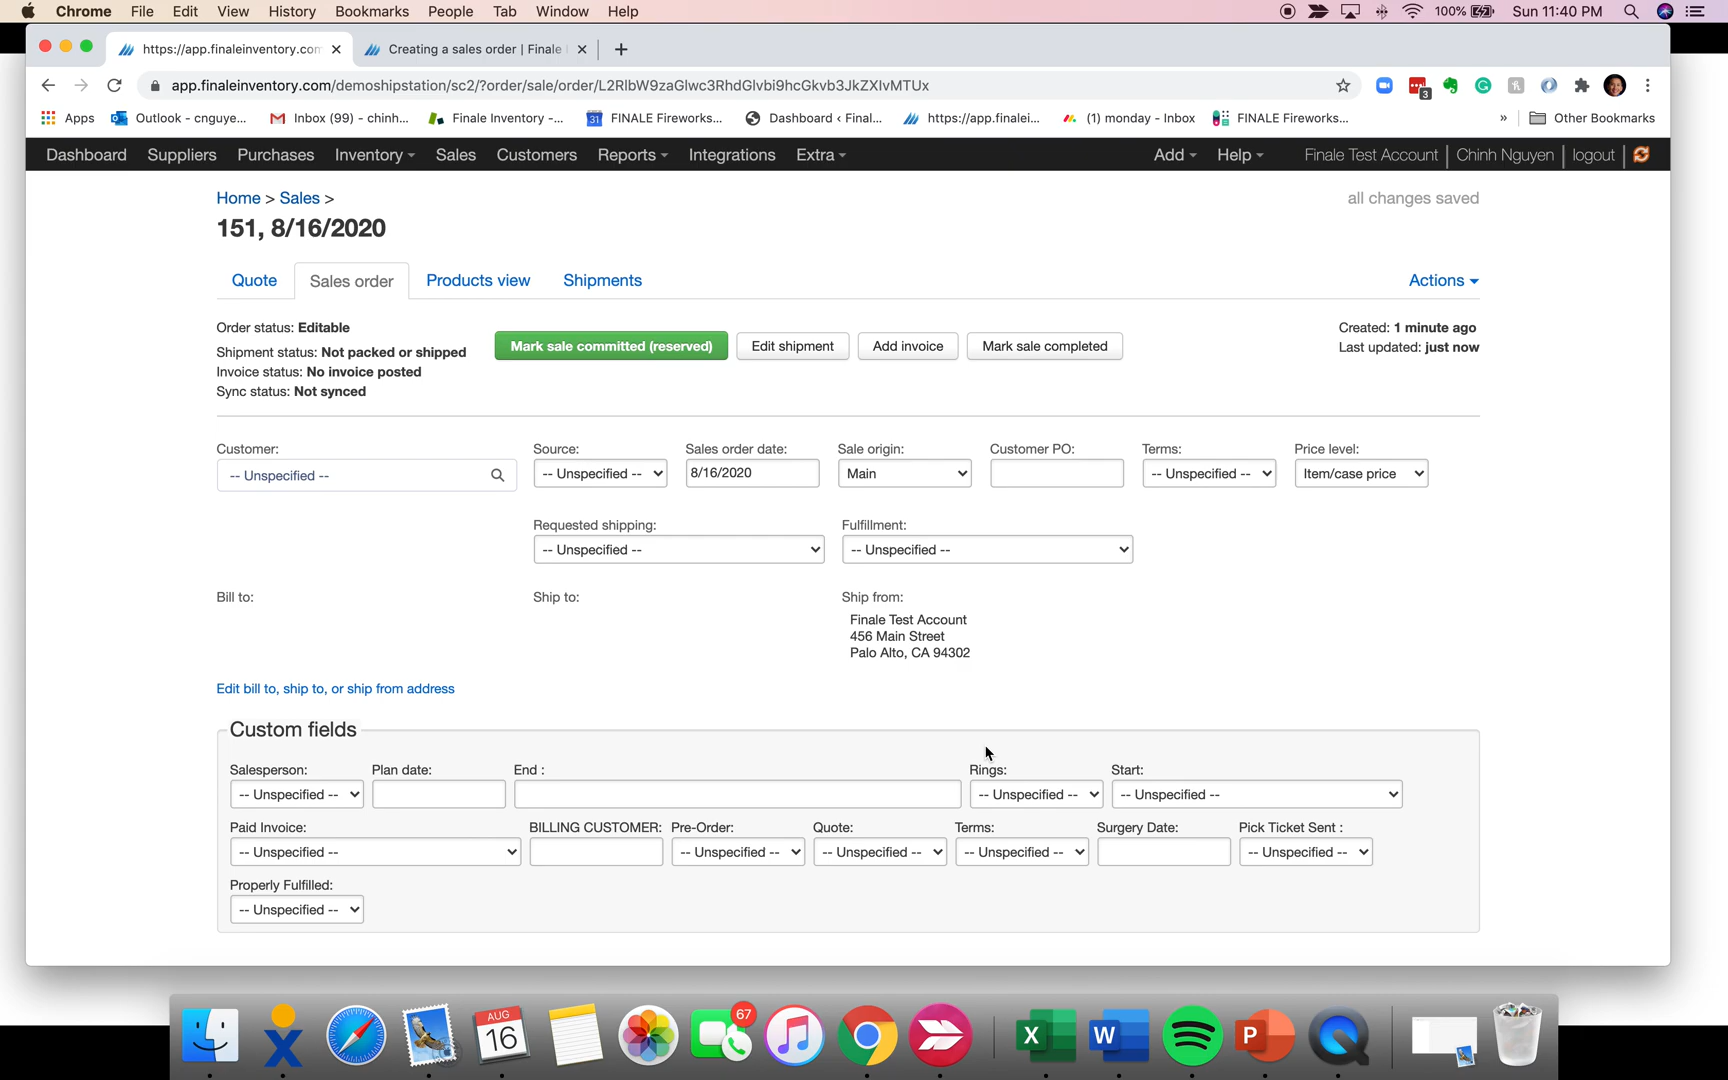 Chrome File Edit View History Bookmarks People Tab Window Help 100% Sun 11:40 PM
https://app.finaleinventory.com Creating a sales order | Finale
app.finaleinventory.com/demoshipstation/sc2/?order/sale/order/L2RlbW9zaGlwc3RhdGlvbi9hcGkvb3JkZXIvMTUx
3
Apps Outlook - cnguye... Inbox (99) - chinh... Finale Inventory -... 31 FINALE Fireworks... Dashboard < Final... https://app.finalei... (1) monday - Inbox FINALE Fireworks... » Other Bookmarks
Dashboard Suppliers Purchases Inventory Sales Customers Reports Integrations Extra Add Help Finale Test Account Chinh Nguyen logout
Home > Sales > all changes saved
151, 8/16/2020
Quote Sales order Products view Shipments Actions
Order status: Editable
Shipment status: Not packed or shipped
Invoice status: No invoice posted
Sync status: Not synced
Mark sale committed (reserved) Edit shipment Add invoice Mark sale completed
Created: 1 minute ago
Last updated: just now
Customer: Source: Sales order date: Sale origin: Customer PO: Terms: Price level:
-- Unspecified -- -- Unspecified -- 8/16/2020 Main -- Unspecified -- Item/case price
Requested shipping: Fulfillment:
-- Unspecified -- -- Unspecified --
Bill to: Ship to: Ship from:
Finale Test Account
456 Main Street
Palo Alto, CA 94302
Edit bill to, ship to, or ship from address
Custom fields
Salesperson: Plan date: End : Rings: Start:
-- Unspecified -- -- Unspecified -- -- Unspecified --
Paid Invoice: BILLING CUSTOMER: Pre-Order: Quote: Terms: Surgery Date: Pick Ticket Sent :
-- Unspecified -- -- Unspecified -- -- Unspecified -- -- Unspecified -- -- Unspecified --
Properly Fulfilled:
-- Unspecified --
AUG
16
67
X
W
P